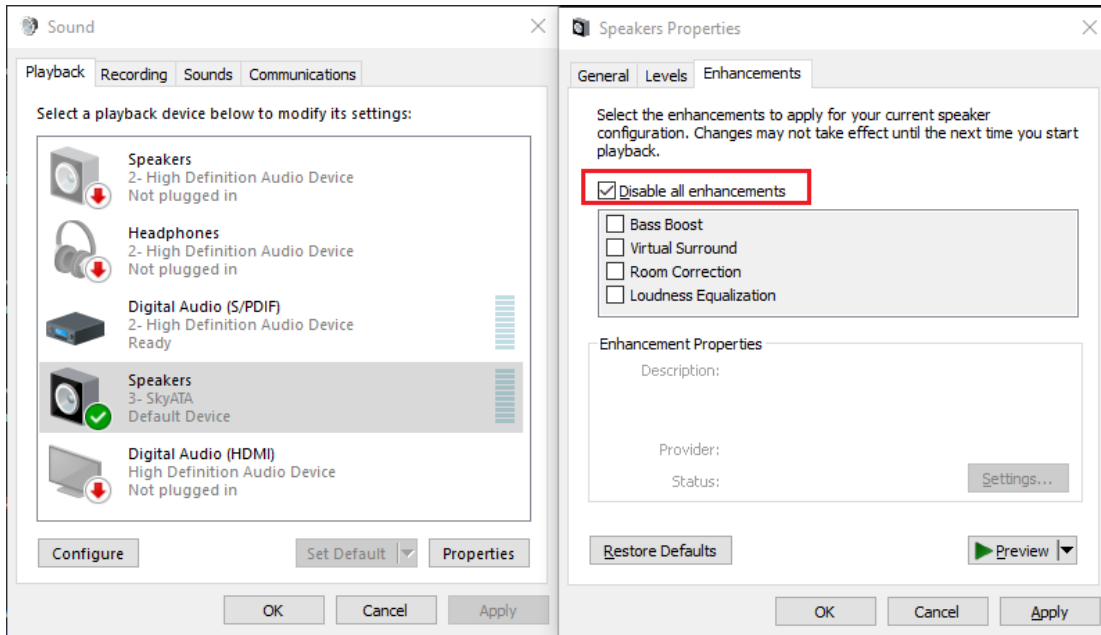 Sound
Playback Recording Sounds Communications
Select a playback device below to modify its settings:
Speakers
2- High Definition Audio Device
Not plugged in
Headphones
2- High Definition Audio Device
Not plugged in
Digital Audio (S/PDIF)
2- High Definition Audio Device
Ready
Speakers
3- SkyATA
Default Device
Digital Audio (HDMI)
High Definition Audio Device
Not plugged in
Configure Set Default Properties
OK Cancel Apply
Speakers Properties
General Levels Enhancements
Select the enhancements to apply for your current speaker
configuration. Changes may not take effect until the next time you start
playback.
Disable all enhancements
Bass Boost
Virtual Surround
Room Correction
Loudness Equalization
Enhancement Properties
Description:
Provider:
Status:
Settings...
Restore Defaults Preview
OK Cancel Apply